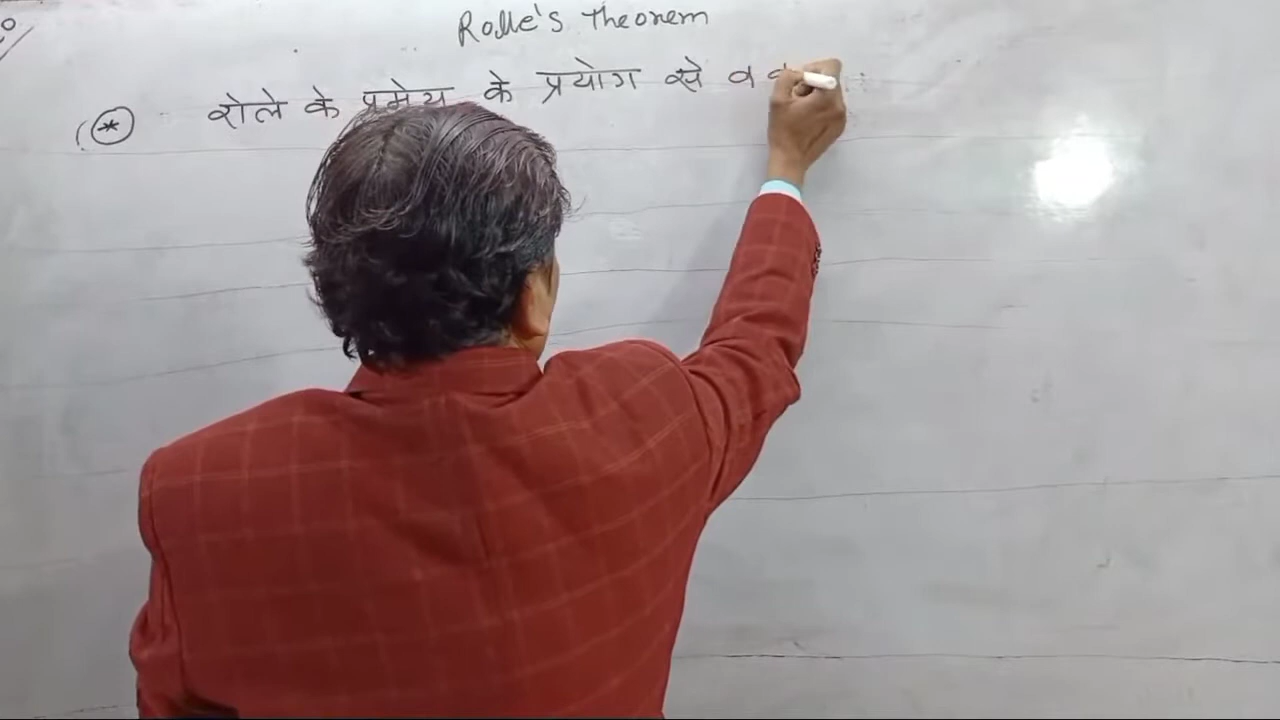 Rolle's Theorem
(* रोले के प्रमेय के प्रयोग से व